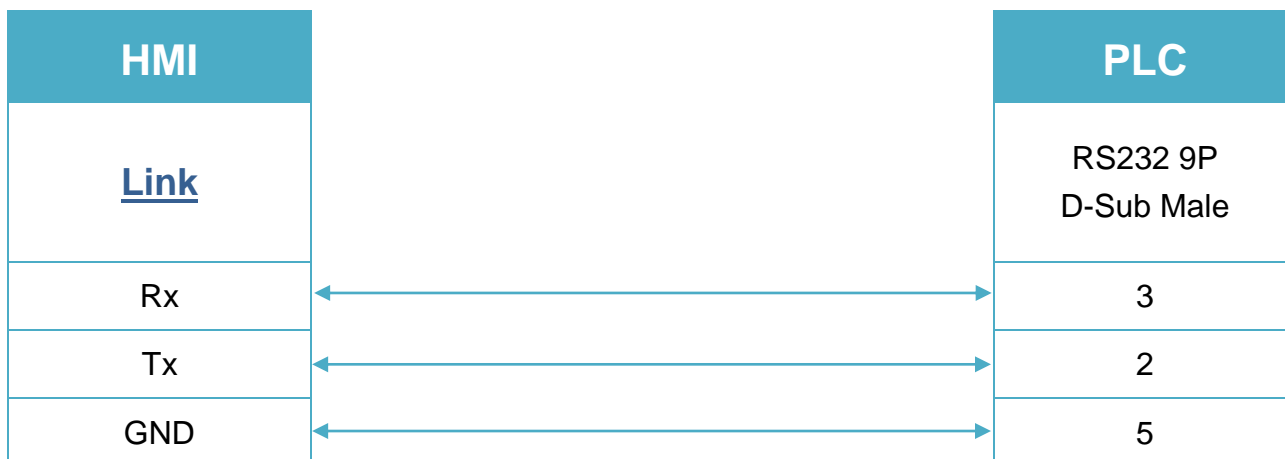 HMI
PLC
Link
RS232 9P
D-Sub Male
Rx
3
Tx
2
GND
5